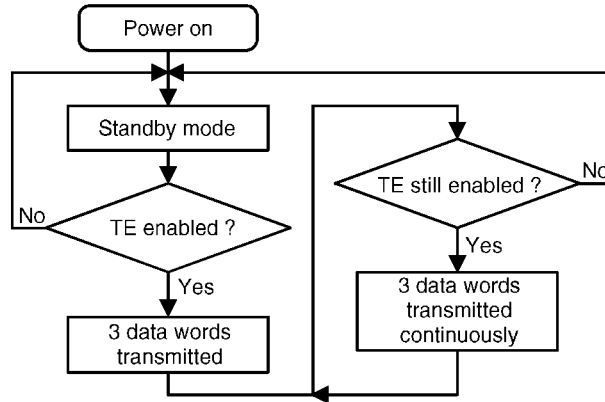 Power on
Standby mode
TE enabled ?
No
Yes
3 data words
transmitted
TE still enabled ?
No
Yes
3 data words
transmitted
continuously